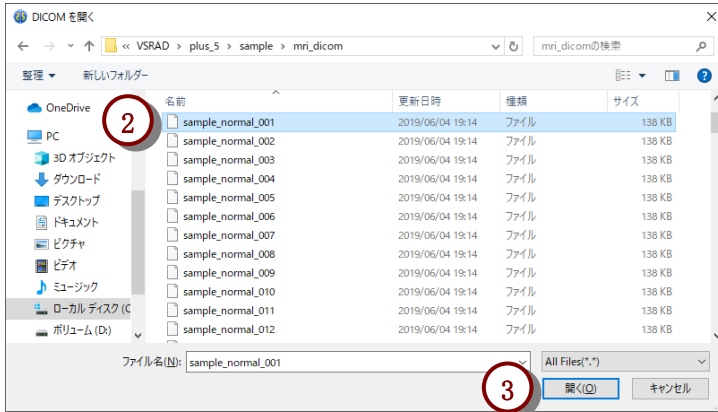 DICOM を開く
« VSRAD › plus_5 › sample › mri_dicom
mri_dicomの検索
整理 新しいフォルダー
名前 更新日時 種類 サイズ
OneDrive
PC
3D オブジェクト
ダウンロード
デスクトップ
ドキュメント
ピクチャ
ビデオ
ミュージック
ローカル ディスク (C
ボリューム (D:)
②
sample_normal_001 2019/06/04 19:14 ファイル 138 KB
sample_normal_002 2019/06/04 19:14 ファイル 138 KB
sample_normal_003 2019/06/04 19:14 ファイル 138 KB
sample_normal_004 2019/06/04 19:14 ファイル 138 KB
sample_normal_005 2019/06/04 19:14 ファイル 138 KB
sample_normal_006 2019/06/04 19:14 ファイル 138 KB
sample_normal_007 2019/06/04 19:14 ファイル 138 KB
sample_normal_008 2019/06/04 19:14 ファイル 138 KB
sample_normal_009 2019/06/04 19:14 ファイル 138 KB
sample_normal_010 2019/06/04 19:14 ファイル 138 KB
sample_normal_011 2019/06/04 19:14 ファイル 138 KB
sample_normal_012 2019/06/04 19:14 ファイル 138 KB
ファイル名(N): sample_normal_001 All Files(*.*)
③ 開く(O) キャンセル